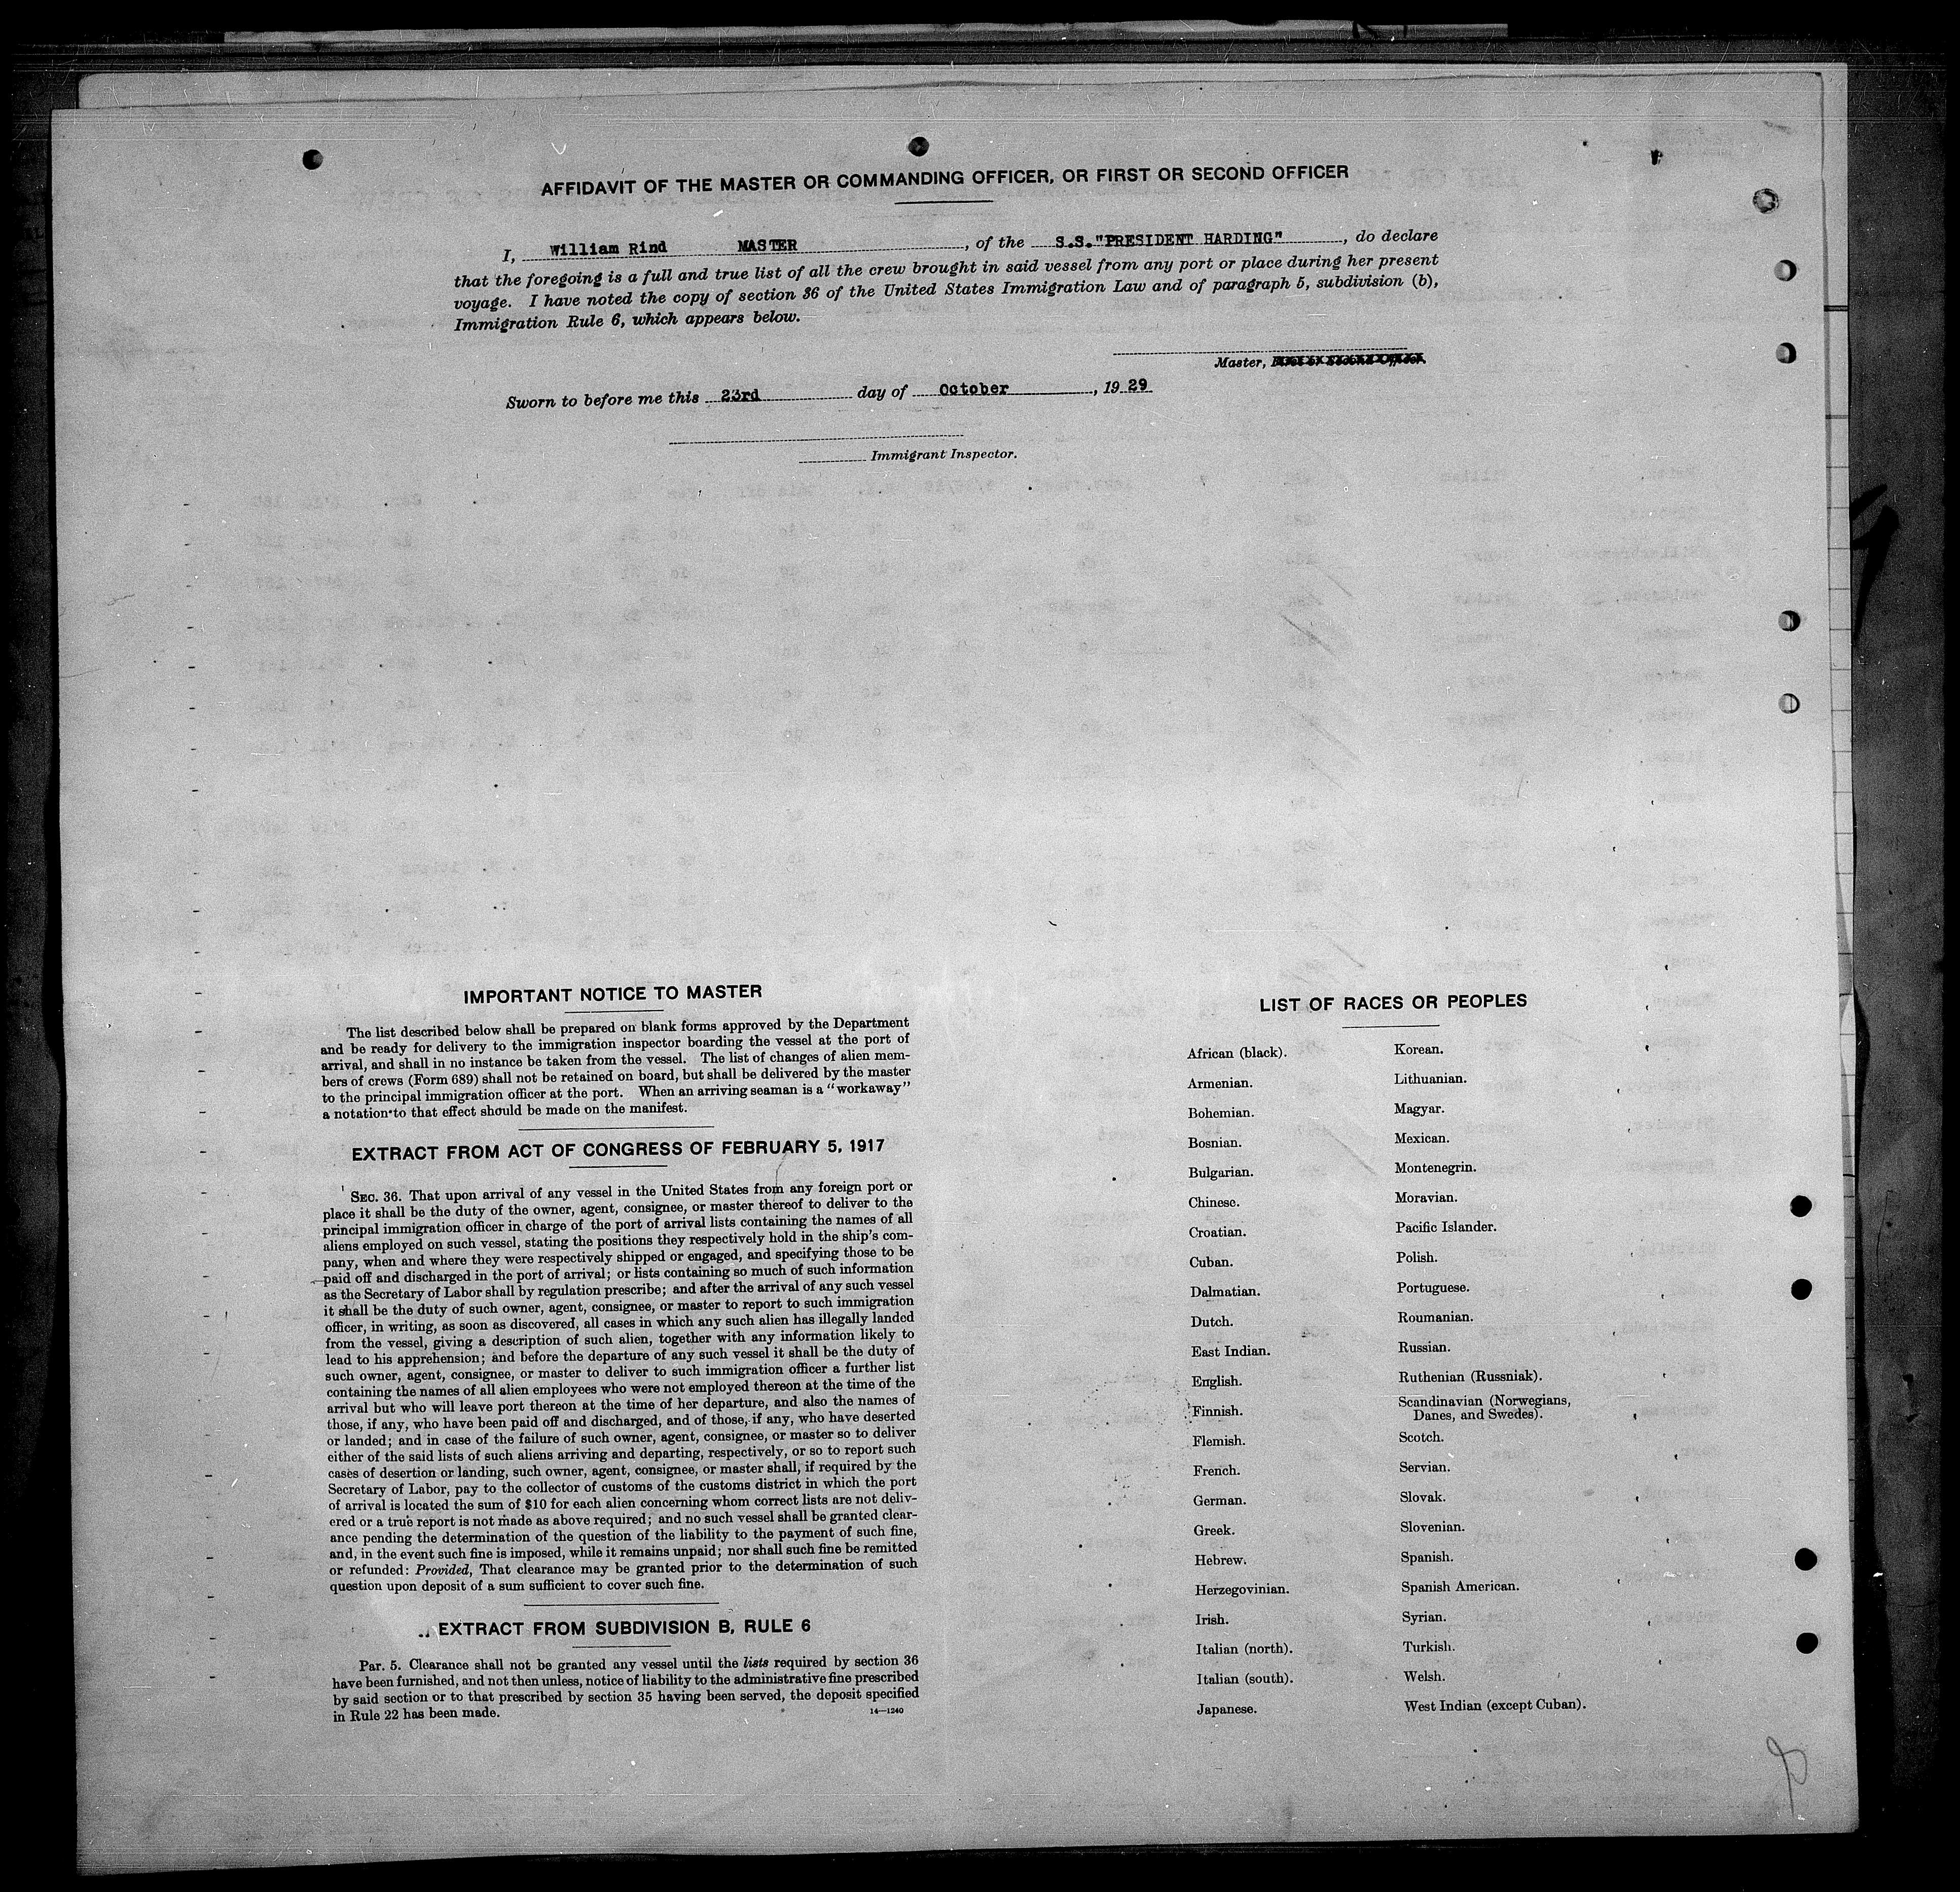 AFFIDAVIT OF THE MASTER OR COMMANDING OFFICER, OR FIRST OR SECOND OFFICER
I, William Rind MASTER, of the S.S."PRESIDENT HARDING", do declare
that the foregoing is a full and true list of all the crew brought in said vessel from any port or place during her present
voyage. I have noted the copy of section 36 of the United States Immigration Law and of paragraph 5, subdivision (b),
Immigration Rule 6, which appears below.
Master, First or Second Officer.
Sworn to before me this 23rd day of October, 1929
Immigrant Inspector.
IMPORTANT NOTICE TO MASTER
The list described below shall be prepared on blank forms approved by the Department
and be ready for delivery to the immigration inspector boarding the vessel at the port of
arrival, and shall in no instance be taken from the vessel. The list of changes of alien mem-
bers of crews (Form 689) shall not be retained on board, but shall be delivered by the master
to the principal immigration officer at the port. When an arriving seaman is a "workaway"
a notation to that effect should be made on the manifest.
EXTRACT FROM ACT OF CONGRESS OF FEBRUARY 5, 1917
SEC. 36. That upon arrival of any vessel in the United States from any foreign port or
place it shall be the duty of the owner, agent, consignee, or master thereof to deliver to the
principal immigration officer in charge of the port of arrival lists containing the names of all
aliens employed on such vessel, stating the positions they respectively hold in the ship's com-
pany, when and where they were respectively shipped or engaged, and specifying those to be
paid off and discharged in the port of arrival; or lists containing so much of such information
as the Secretary of Labor shall by regulation prescribe; and after the arrival of any such vessel
it shall be the duty of such owner, agent, consignee, or master to report to such immigration
officer, in writing, as soon as discovered, all cases in which any such alien has illegally landed
from the vessel, giving a description of such alien, together with any information likely to
lead to his apprehension; and before the departure of any such vessel it shall be the duty of
such owner, agent, consignee, or master to deliver to such immigration officer a further list
containing the names of all alien employees who were not employed thereon at the time of the
arrival but who will leave port thereon at the time of her departure, and also the names of
those, if any, who have been paid off and discharged, and of those, if any, who have deserted
or landed; and in case of the failure of such owner, agent, consignee, or master so to deliver
either of the said lists of such aliens arriving and departing, respectively, or so to report such
cases of desertion or landing, such owner, agent, consignee, or master shall, if required by the
Secretary of Labor, pay to the collector of customs of the customs district in which the port
of arrival is located the sum of $10 for each alien concerning whom correct lists are not deliv-
ered or a true report is not made as above required; and no such vessel shall be granted clear-
ance pending the determination of the question of the liability to the payment of such fine,
and, in the event such fine is imposed, while it remains unpaid; nor shall such fine be remitted
or refunded: Provided, That clearance may be granted prior to the determination of such
question upon deposit of a sum sufficient to cover such fine.
EXTRACT FROM SUBDIVISION B, RULE 6
Par. 5. Clearance shall not be granted any vessel until the lists required by section 36
have been furnished, and not then unless, notice of liability to the administrative fine prescribed
by said section or to that prescribed by section 35 having been served, the deposit specified
in Rule 22 has been made.
14—1240
LIST OF RACES OR PEOPLES
African (black).
Armenian.
Bohemian.
Bosnian.
Bulgarian.
Chinese.
Croatian.
Cuban.
Dalmatian.
Dutch.
East Indian.
English.
Finnish.
Flemish.
French.
German.
Greek.
Hebrew.
Herzegovinian.
Irish.
Italian (north).
Italian (south).
Japanese.
Korean.
Lithuanian.
Magyar.
Mexican.
Montenegrin.
Moravian.
Pacific Islander.
Polish.
Portuguese.
Roumanian.
Russian.
Ruthenian (Russniak).
Scandinavian (Norwegians,
Danes, and Swedes).
Scotch.
Servian.
Slovak.
Slovenian.
Spanish.
Spanish American.
Syrian.
Turkish.
Welsh.
West Indian (except Cuban).